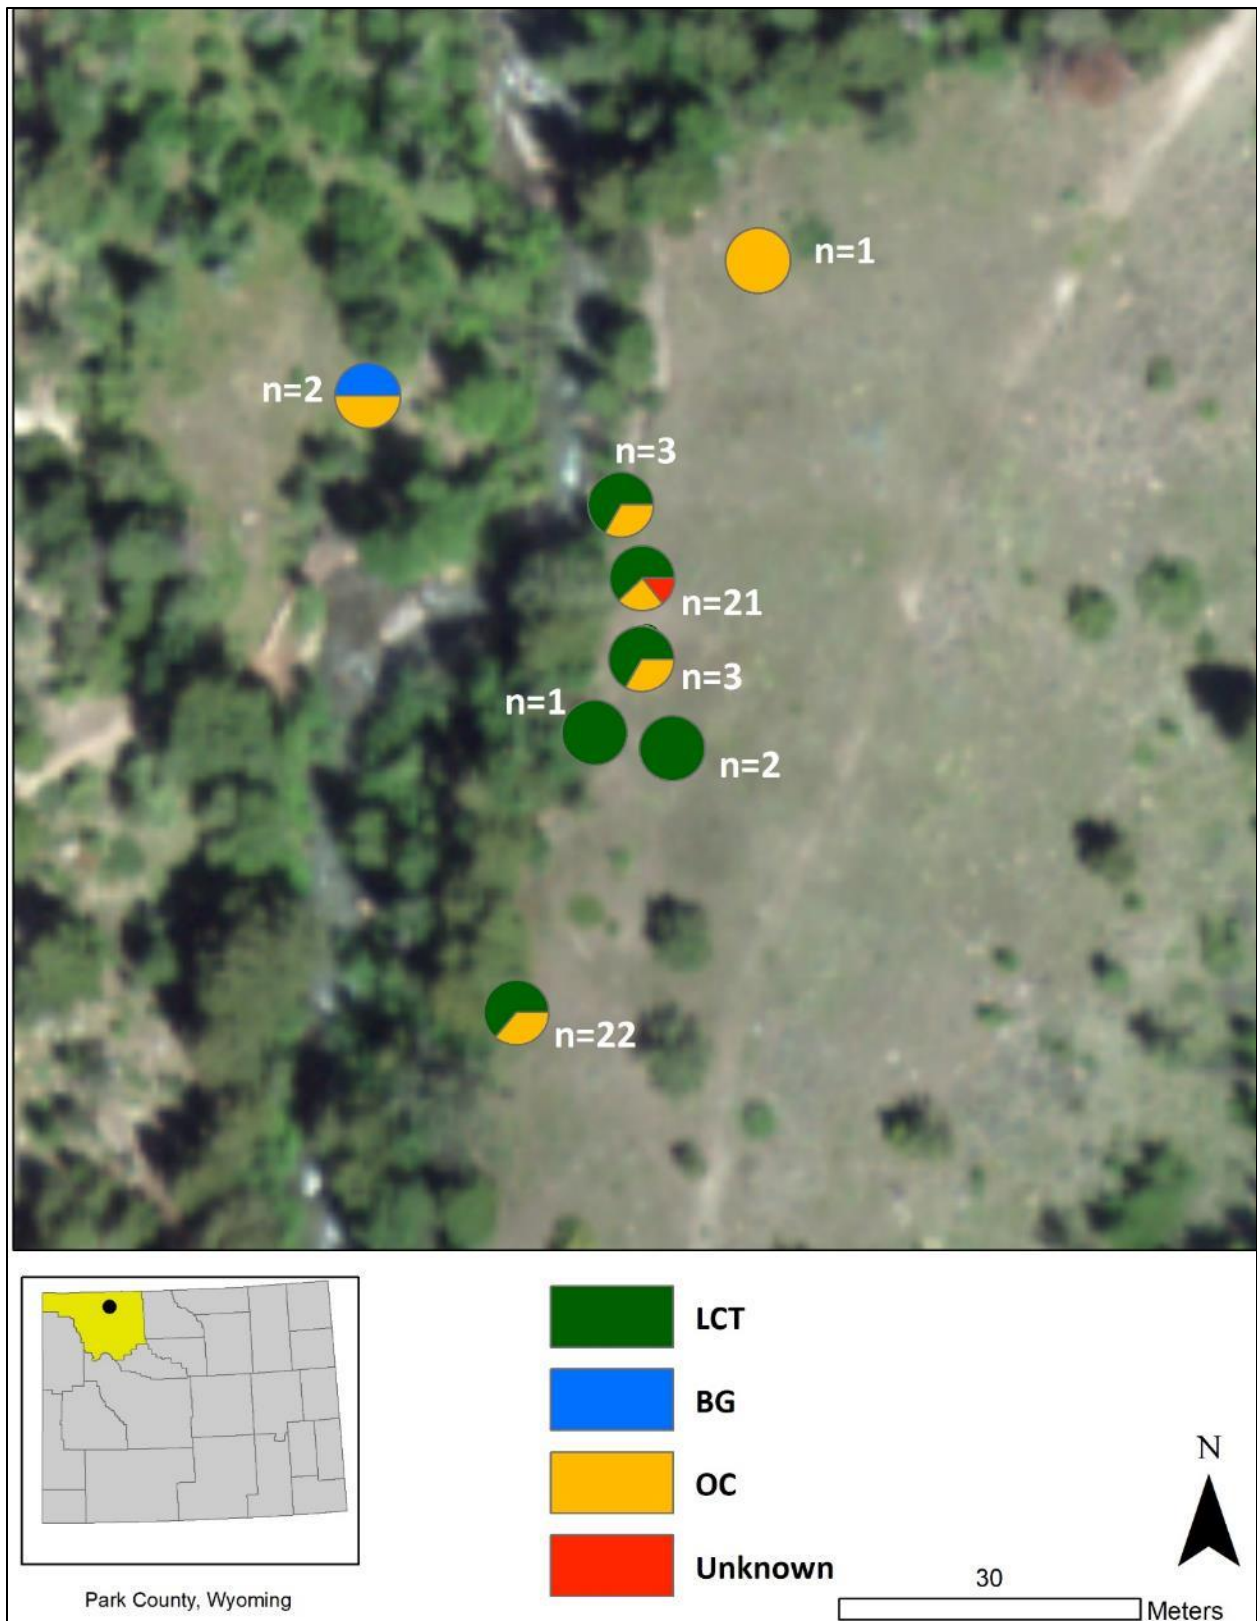 n=1
n=2
n=3
n=21
n=3
n=1
n=2
n=22
LCT
BG
OC
Unknown
N
30
Meters
Park County, Wyoming